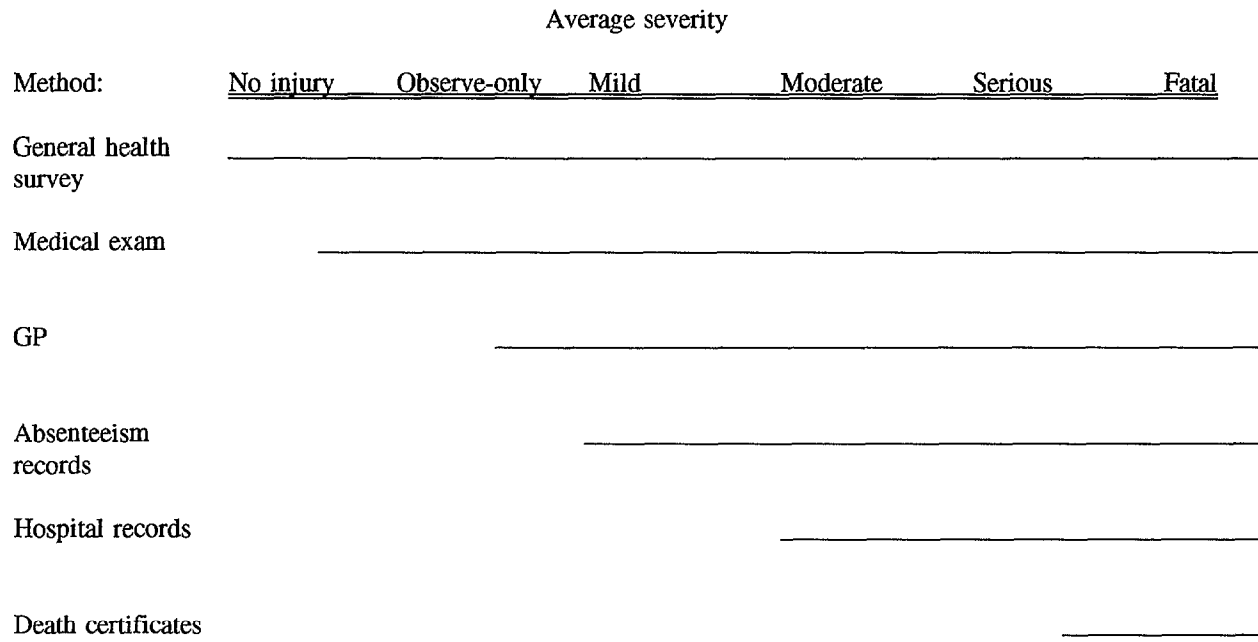 Average severity
Method: No injury Observe-only Mild Moderate Serious Fatal
General health
survey
Medical exam
GP
Absenteeism
records
Hospital records
Death certificates